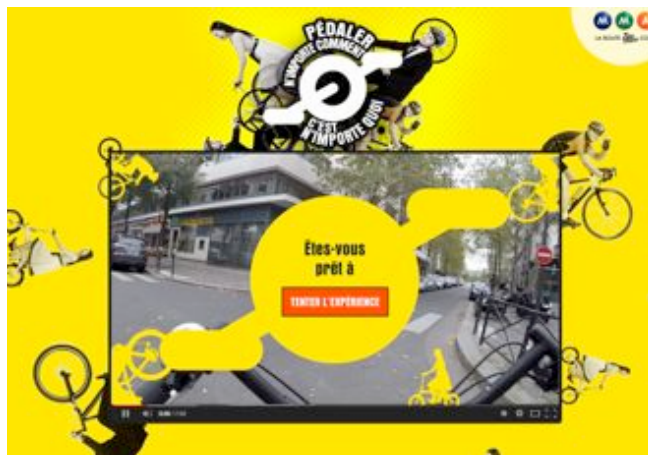 PÉDALER
N'IMPORTE COMMENT
C'EST
N'IMPORTE QUOI
Êtes-vous
prêt à
TENTER L'EXPÉRIENCE